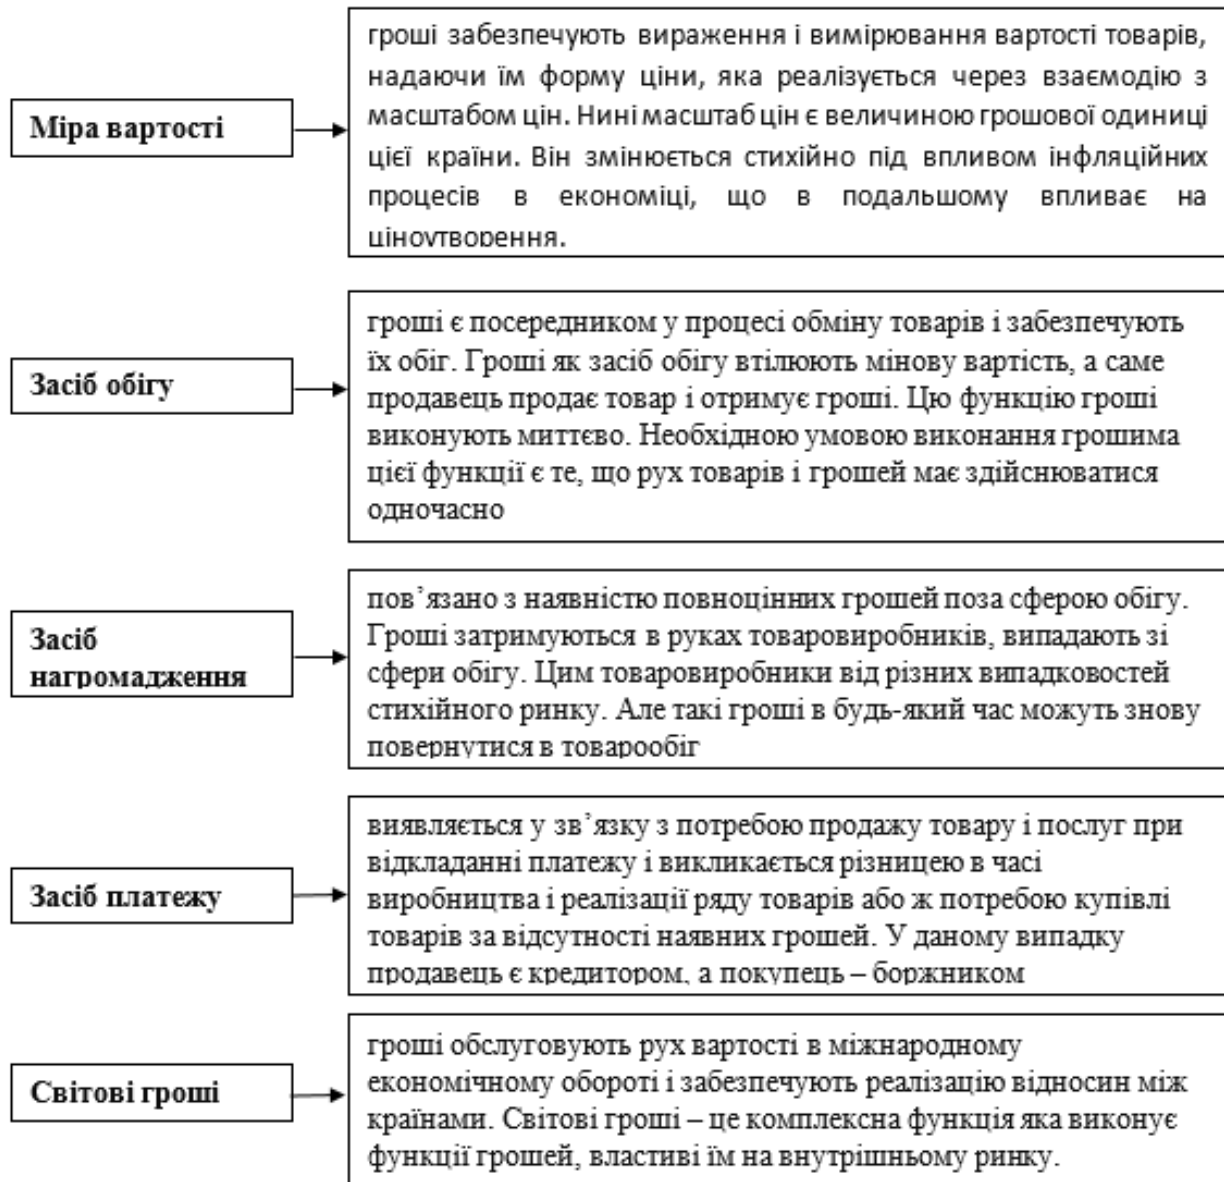 Міра вартості
гроші забезпечують вираження і вимірювання вартості товарів,
надаючи їм форму ціни, яка реалізується через взаємодію з
масштабом цін. Нині масштаб цін є величиною грошової одиниці
цієї країни. Він змінюється стихійно під впливом інфляційних
процесів в економіці, що в подальшому впливає на
ціноутворення.
Засіб обігу
гроші є посередником у процесі обміну товарів і забезпечують
їх обіг. Гроші як засіб обігу втілюють мінову вартість, а саме
продавець продає товар і отримує гроші. Цю функцію гроші
виконують миттєво. Необхідною умовою виконання грошима
цієї функції є те, що рух товарів і грошей має здійснюватися
одночасно
Засіб
нагромадження
пов’язано з наявністю повноцінних грошей поза сферою обігу.
Гроші затримуються в руках товаровиробників, випадають зі
сфери обігу. Цим товаровиробники від різних випадковостей
стихійного ринку. Але такі гроші в будь-який час можуть знову
повернутися в товарообіг
Засіб платежу
виявляється у зв’язку з потребою продажу товару і послуг при
відкладанні платежу і викликається різницею в часі
виробництва і реалізації ряду товарів або ж потребою купівлі
товарів за відсутності наявних грошей. У даному випадку
продавець є кредитором, а покупець – боржником
Світові гроші
гроші обслуговують рух вартості в міжнародному
економічному обороті і забезпечують реалізацію відносин між
країнами. Світові гроші – це комплексна функція яка виконує
функції грошей, властиві їм на внутрішньому ринку.